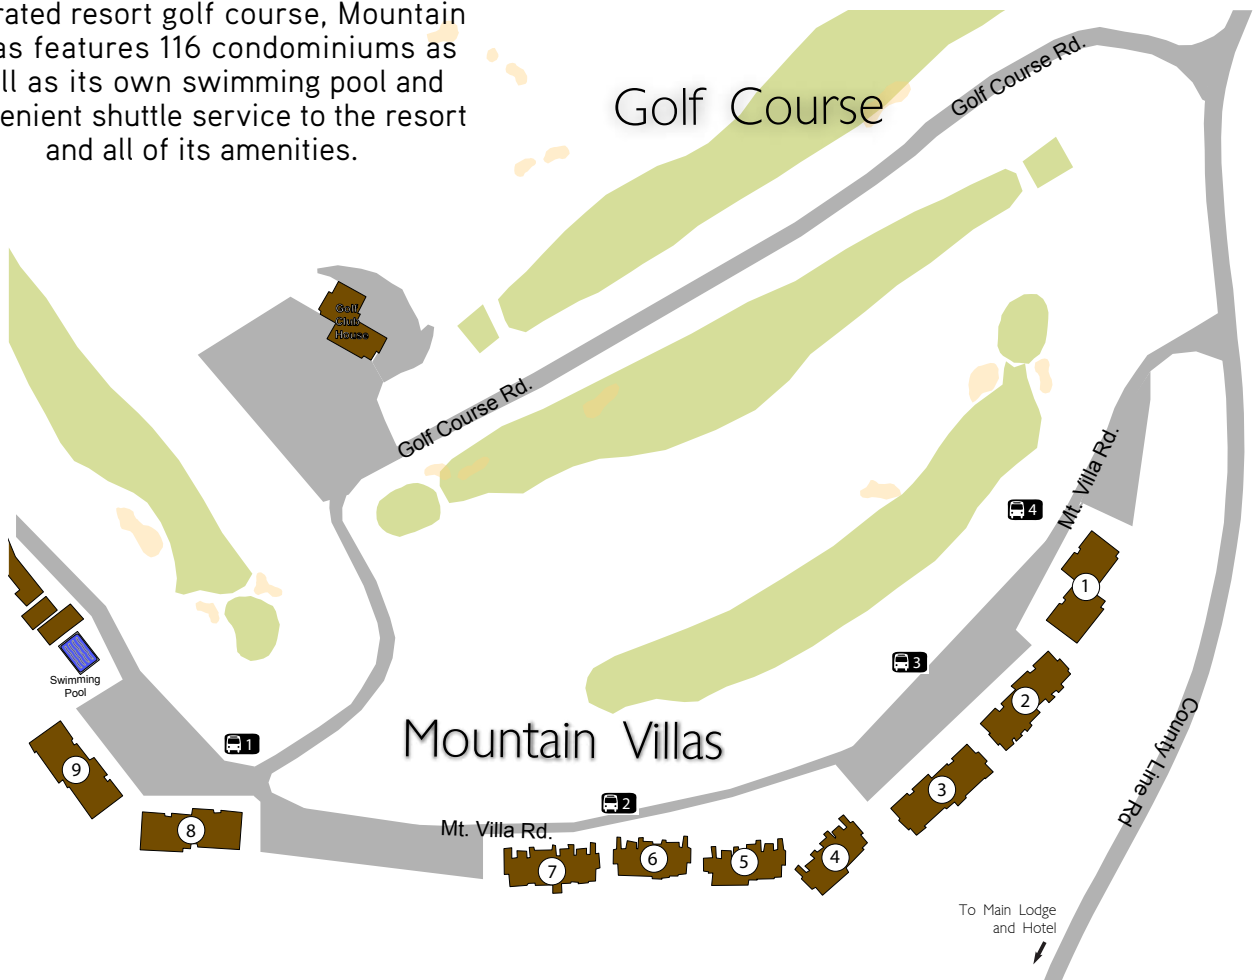 rated resort golf course, Mountain
as features 116 condominiums as
ll as its own swimming pool and
enient shuttle service to the resort
and all of its amenities.
Golf Course
Golf Course Rd.
Golf
Club
House
Golf Course Rd.
Mt. Villa Rd.
4
1
3
Swimming
Pool
2
County Line Rd
Mountain Villas
1
9
3
2
Mt. Villa Rd.
8
7
6
5
4
To Main Lodge
and Hotel